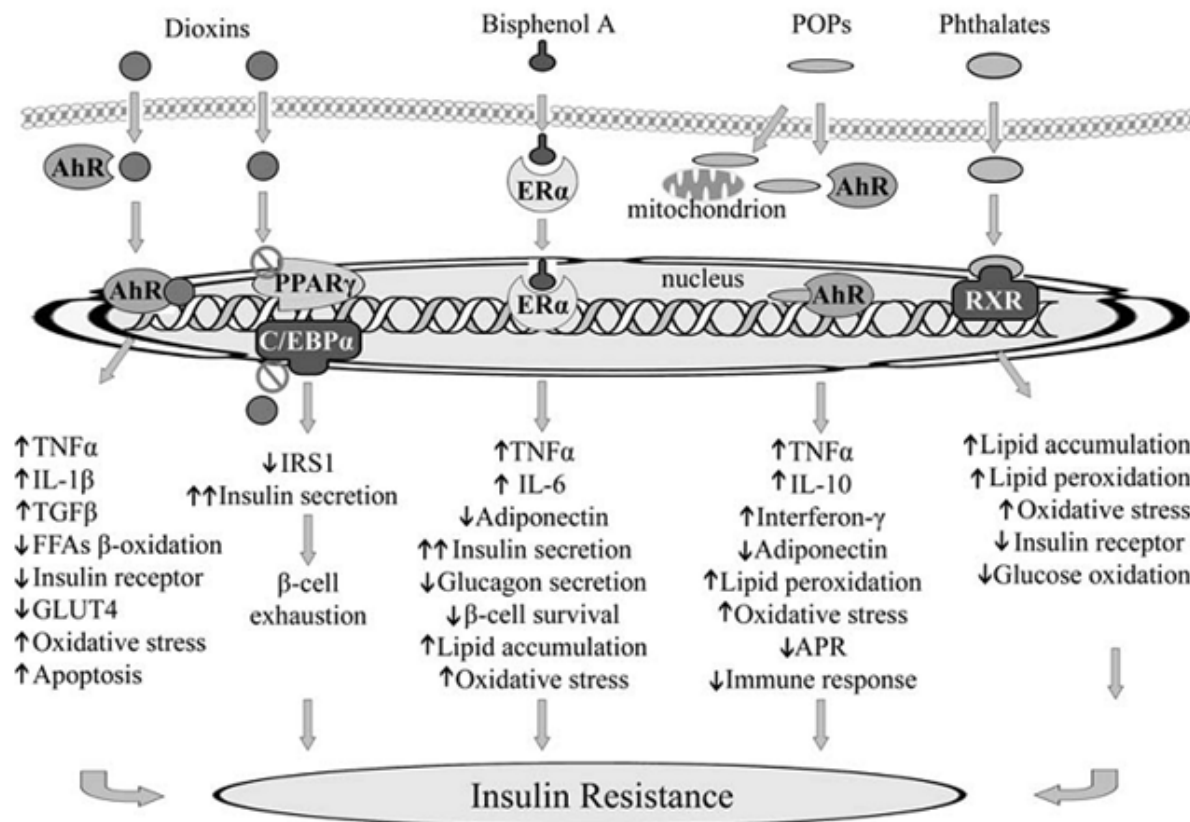 Dioxins
Bisphenol A
POPs
Phthalates
AhR
ERα
mitochondrion
AhR
AhR
PPARγ
C/EBPα
ERα
nucleus
AhR
RXR
↑TNFα
↑IL-1β
↑TGFβ
↓FFAs β-oxidation
↓Insulin receptor
↓GLUT4
↑Oxidative stress
↑Apoptosis
↓IRS1
↑↑Insulin secretion
β-cell
exhaustion
↑TNFα
↑ IL-6
↓Adiponectin
↑↑Insulin secretion
↓Glucagon secretion
↓β-cell survival
↑Lipid accumulation
↑Oxidative stress
↑TNFα
↑IL-10
↑Interferon-γ
↓Adiponectin
↑Lipid peroxidation
↑Oxidative stress
↓APR
↓Immune response
↑Lipid accumulation
↑Lipid peroxidation
↑Oxidative stress
↓Insulin receptor
↓Glucose oxidation
Insulin Resistance